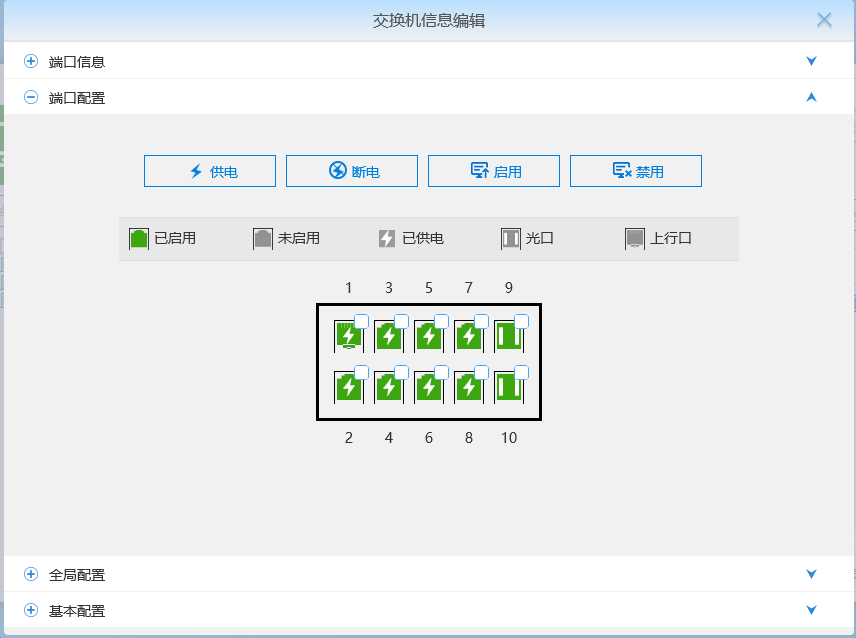 交换机信息编辑
端口信息
端口配置
供电 断电 启用 禁用
已启用 未启用 已供电 光口 上行口
1 3 5 7 9
2 4 6 8 10
全局配置
基本配置